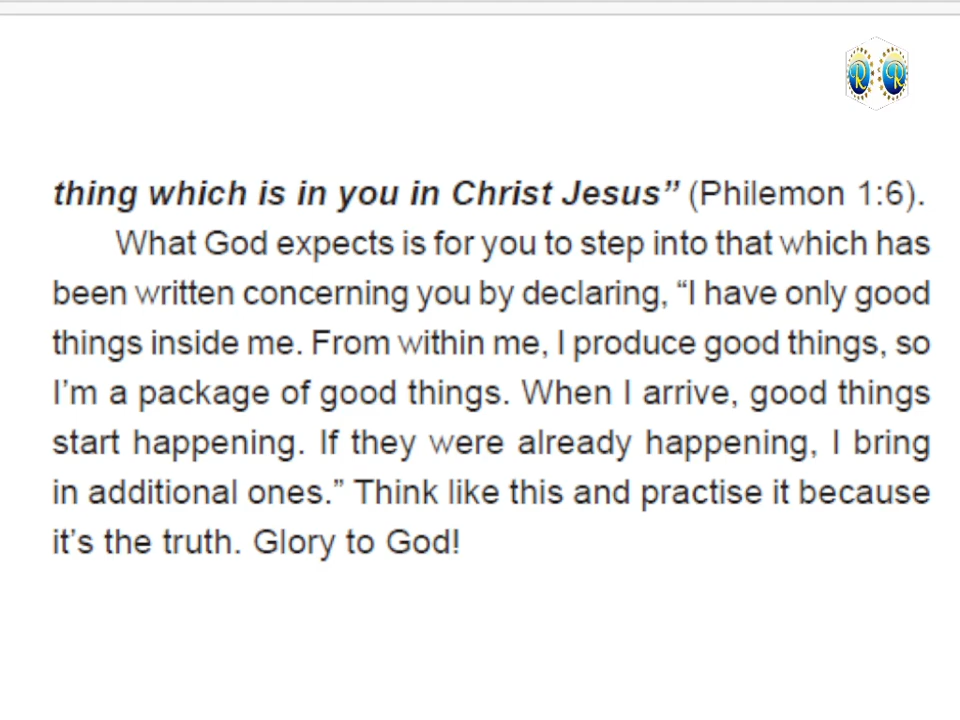 thing which is in you in Christ Jesus” (Philemon 1:6).
What God expects is for you to step into that which has
been written concerning you by declaring, “I have only good
things inside me. From within me, I produce good things, so
I’m a package of good things. When I arrive, good things
start happening. If they were already happening, I bring
in additional ones.” Think like this and practise it because
it’s the truth. Glory to God!